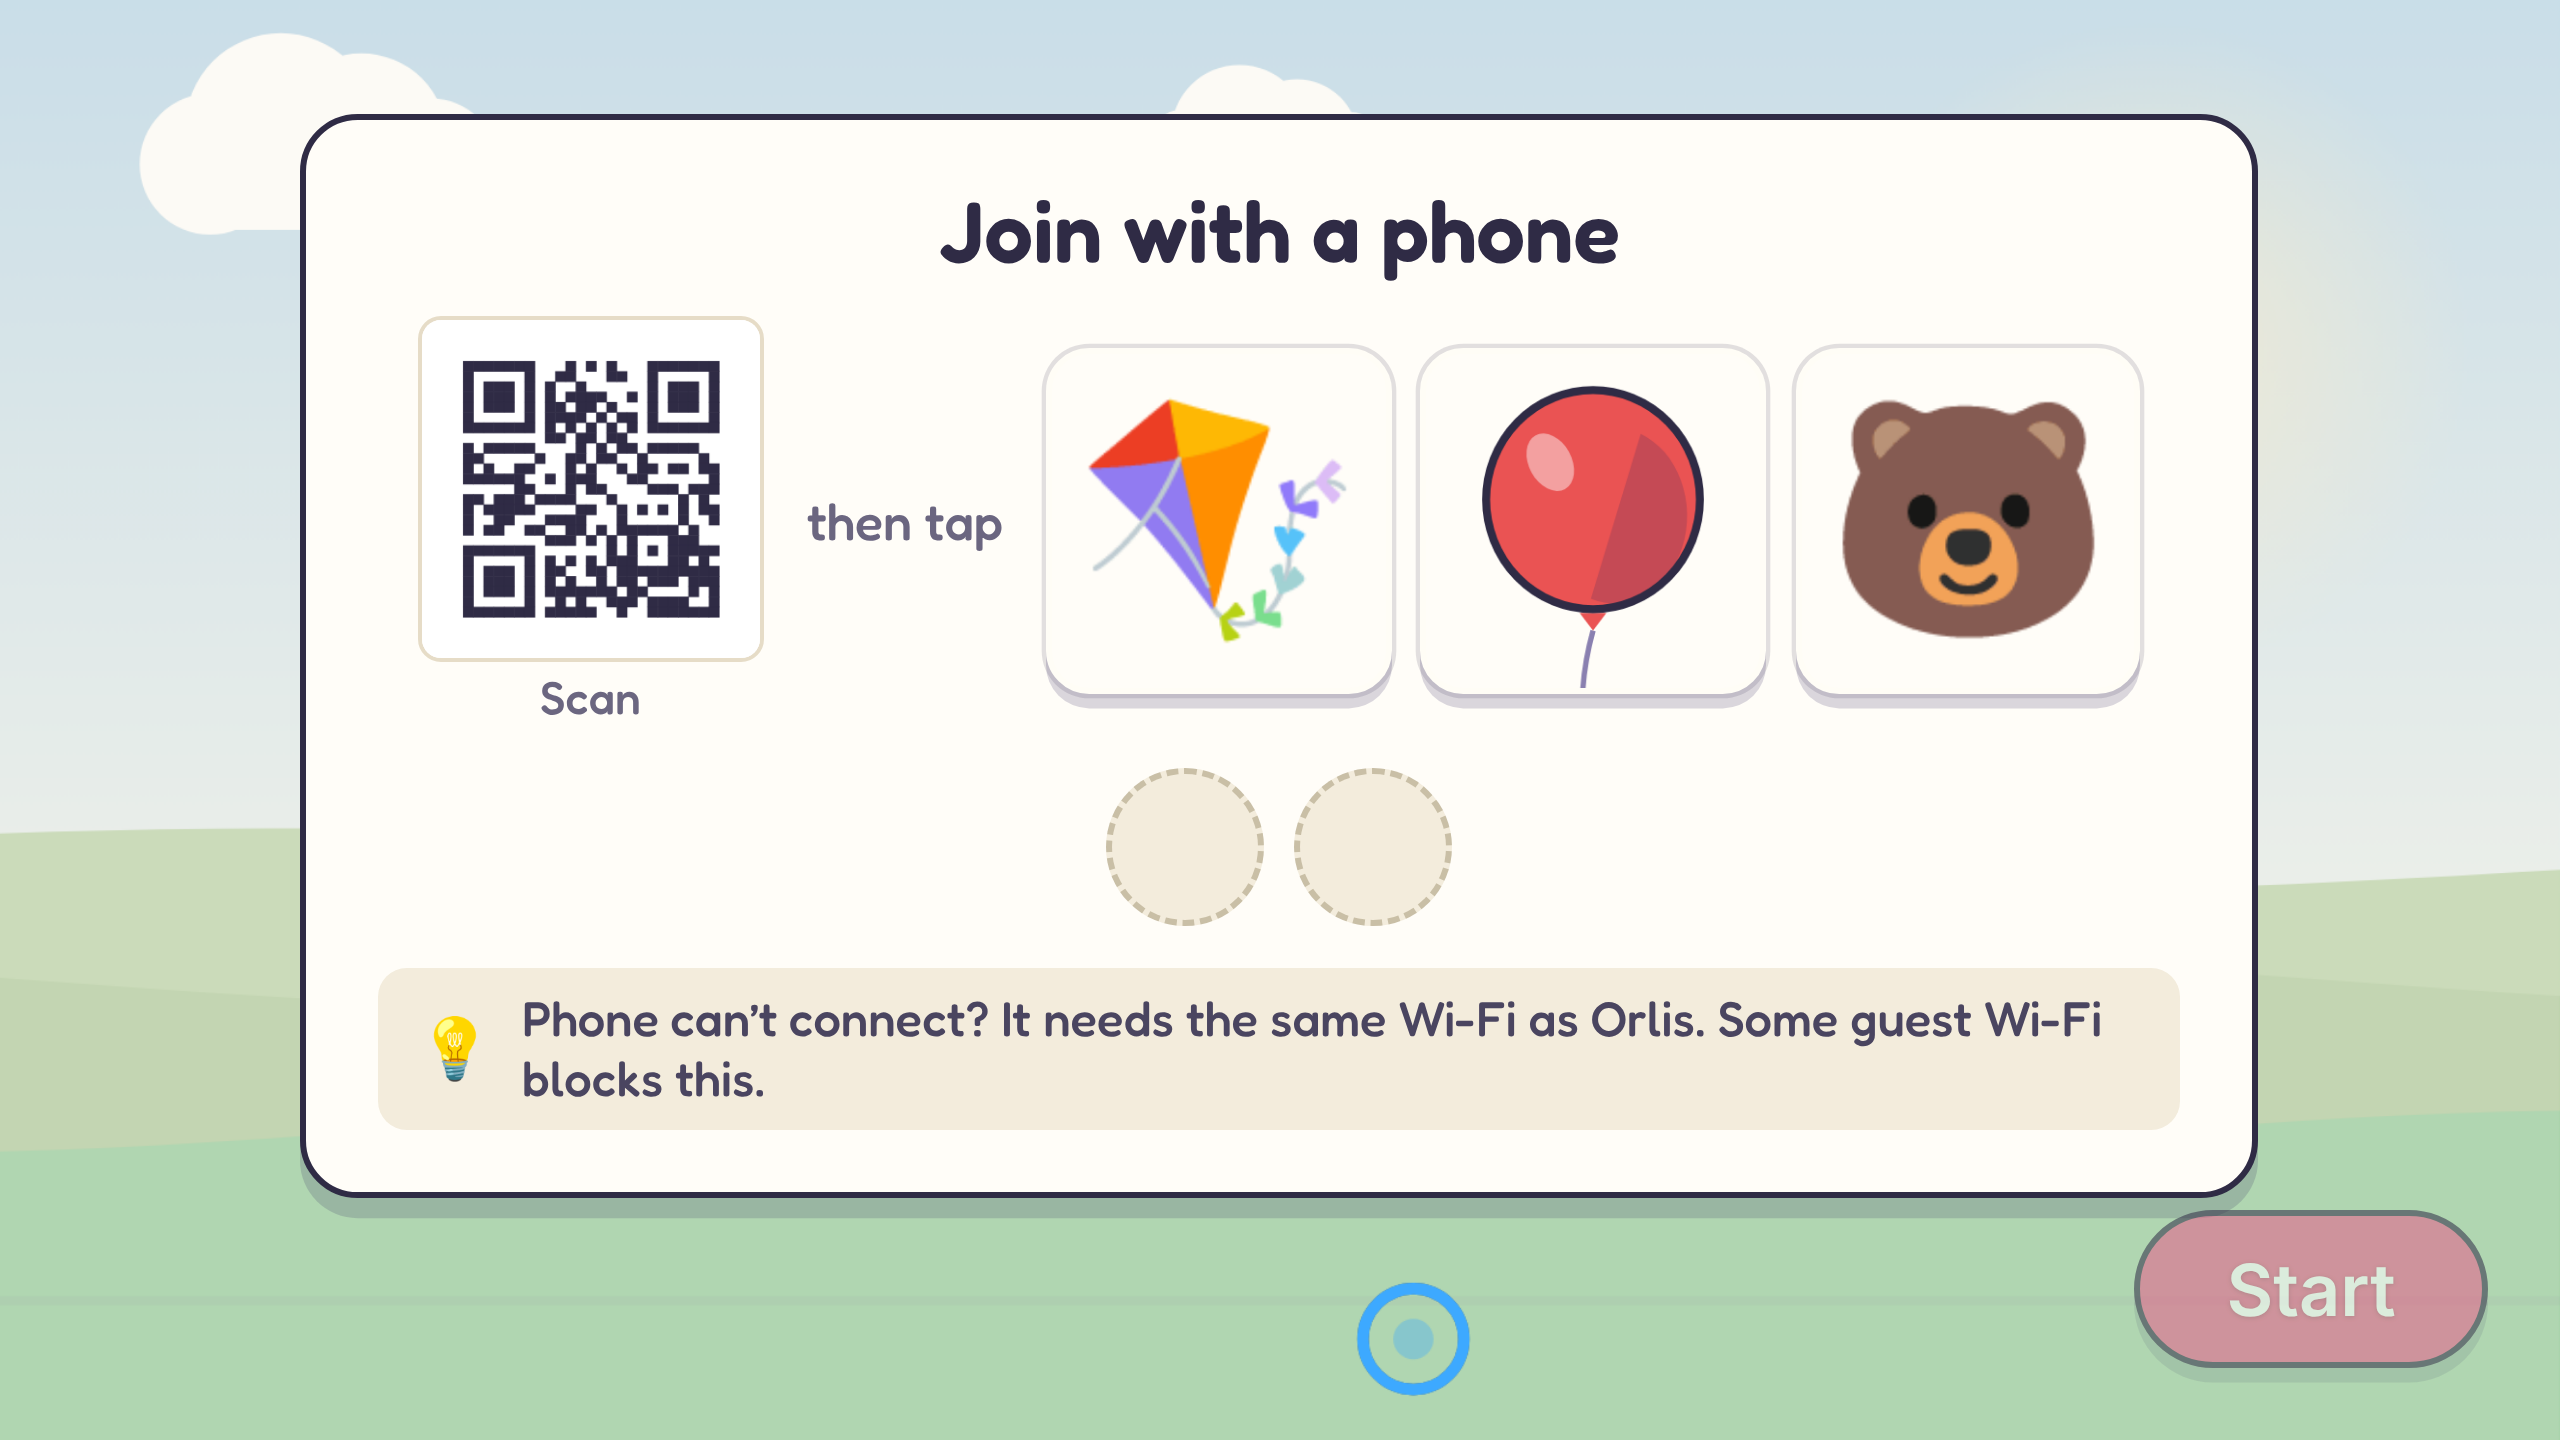 Join with a phone
then tap
Scan
Phone can’t connect? It needs the same Wi-Fi as Orlis. Some guest Wi-Fi
blocks this.
Start